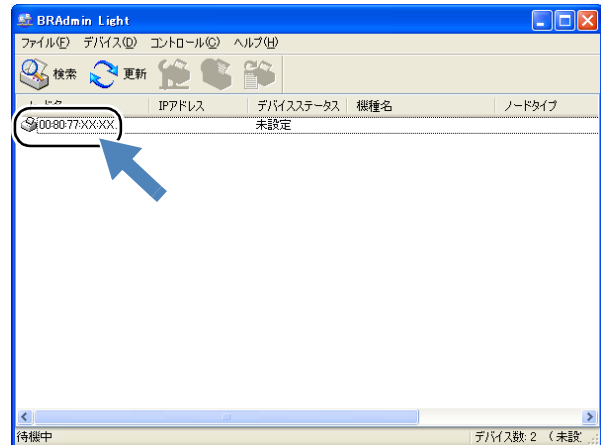 BRAdmin Light
ファイル(F) デバイス(D) コントロール(C) ヘルプ(H)
検索 更新
IPアドレス デバイスステータス 機種名 ノードタイプ
00:80:77:XX:XX. 未設定
待機中 デバイス数: 2 (未設